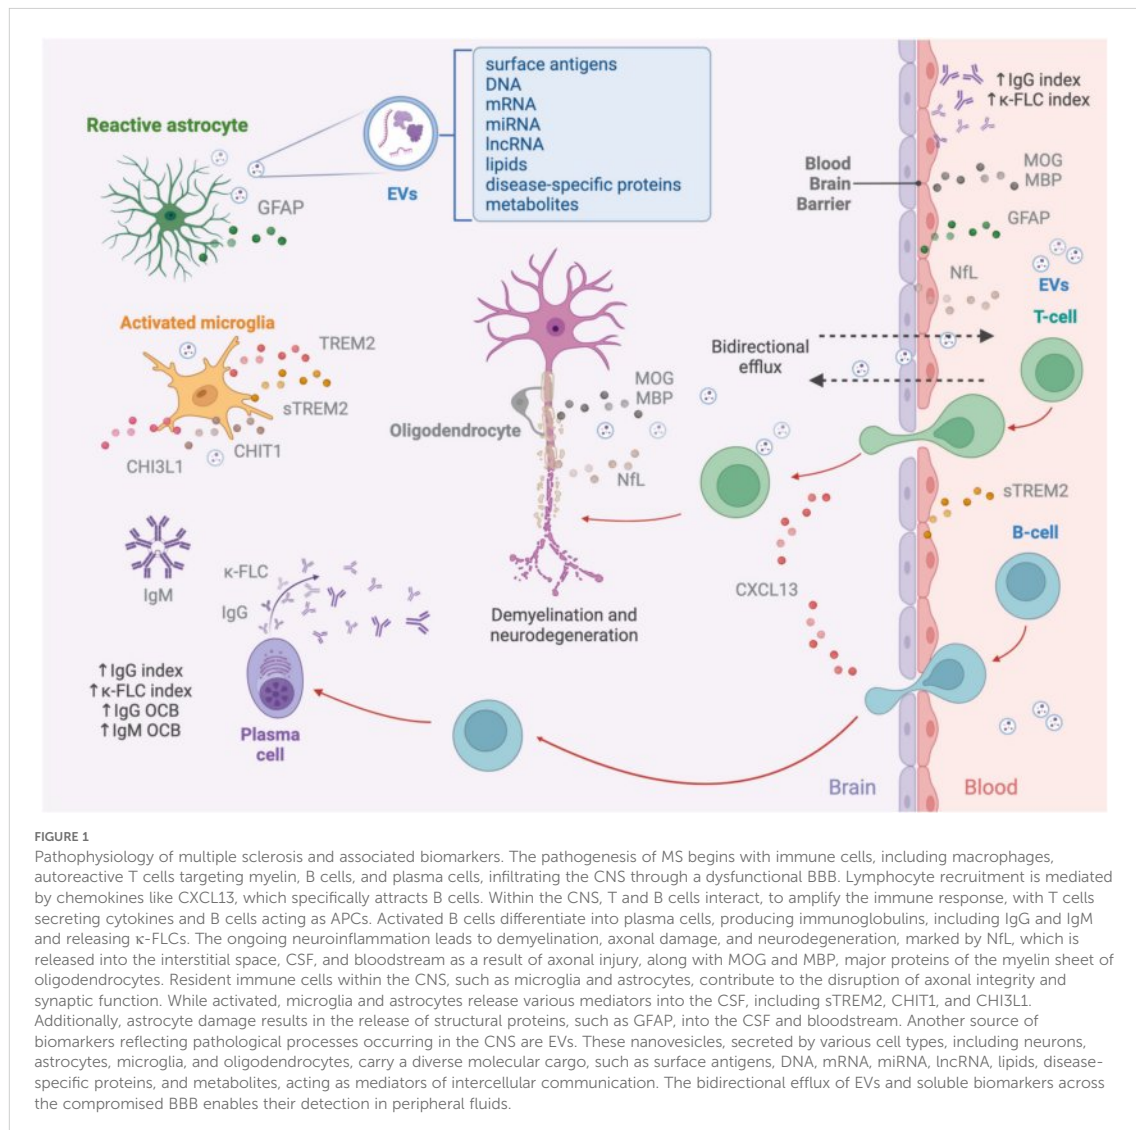 surface antigens
DNA
mRNA
miRNA
lncRNA
lipids
disease-specific proteins
metabolites
EVs
Reactive astrocyte
GFAP
Activated microglia
TREM2
sTREM2
CHIT1
CHI3L1
IgM
κ-FLC
IgG
↑IgG index
↑κ-FLC index
↑IgG OCB
↑IgM OCB
Plasma
cell
Oligodendrocyte
MOG
MBP
NfL
Demyelination and
neurodegeneration
Bidirectional
efflux
CXCL13
Blood
Brain
Barrier
↑IgG index
↑κ-FLC index
MOG
MBP
GFAP
NfL
EVs
T-cell
sTREM2
B-cell
Brain
Blood
FIGURE 1
Pathophysiology of multiple sclerosis and associated biomarkers. The pathogenesis of MS begins with immune cells, including macrophages,
autoreactive T cells targeting myelin, B cells, and plasma cells, infiltrating the CNS through a dysfunctional BBB. Lymphocyte recruitment is mediated
by chemokines like CXCL13, which specifically attracts B cells. Within the CNS, T and B cells interact, to amplify the immune response, with T cells
secreting cytokines and B cells acting as APCs. Activated B cells differentiate into plasma cells, producing immunoglobulins, including IgG and IgM
and releasing κ-FLCs. The ongoing neuroinflammation leads to demyelination, axonal damage, and neurodegeneration, marked by NfL, which is
released into the interstitial space, CSF, and bloodstream as a result of axonal injury, along with MOG and MBP, major proteins of the myelin sheet of
oligodendrocytes. Resident immune cells within the CNS, such as microglia and astrocytes, contribute to the disruption of axonal integrity and
synaptic function. While activated, microglia and astrocytes release various mediators into the CSF, including sTREM2, CHIT1, and CHI3L1.
Additionally, astrocyte damage results in the release of structural proteins, such as GFAP, into the CSF and bloodstream. Another source of
biomarkers reflecting pathological processes occurring in the CNS are EVs. These nanovesicles, secreted by various cell types, including neurons,
astrocytes, microglia, and oligodendrocytes, carry a diverse molecular cargo, such as surface antigens, DNA, mRNA, miRNA, lncRNA, lipids, disease-
specific proteins, and metabolites, acting as mediators of intercellular communication. The bidirectional efflux of EVs and soluble biomarkers across
the compromised BBB enables their detection in peripheral fluids.